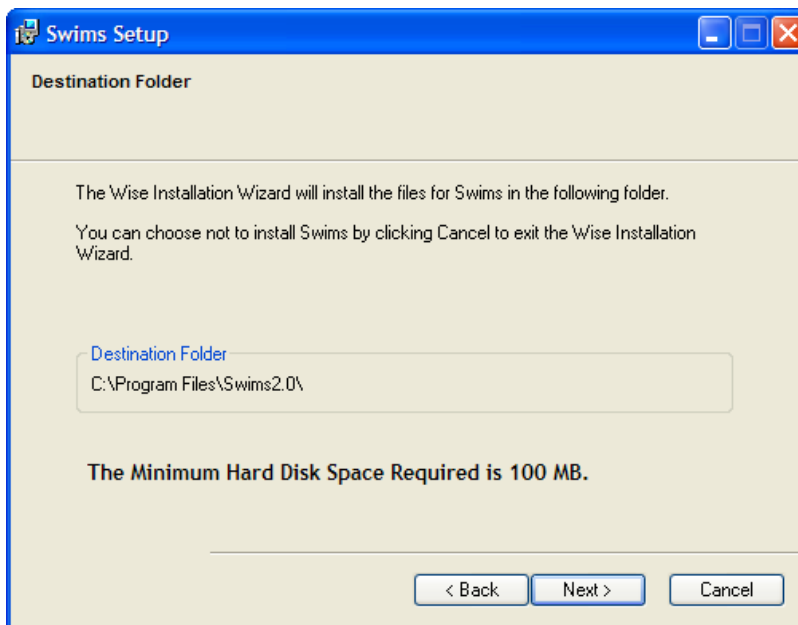 Swims Setup
Destination Folder
The Wise Installation Wizard will install the files for Swims in the following folder.
You can choose not to install Swims by clicking Cancel to exit the Wise Installation
Wizard.
Destination Folder
C:\Program Files\Swims2.0\
The Minimum Hard Disk Space Required is 100 MB.
< Back Next > Cancel